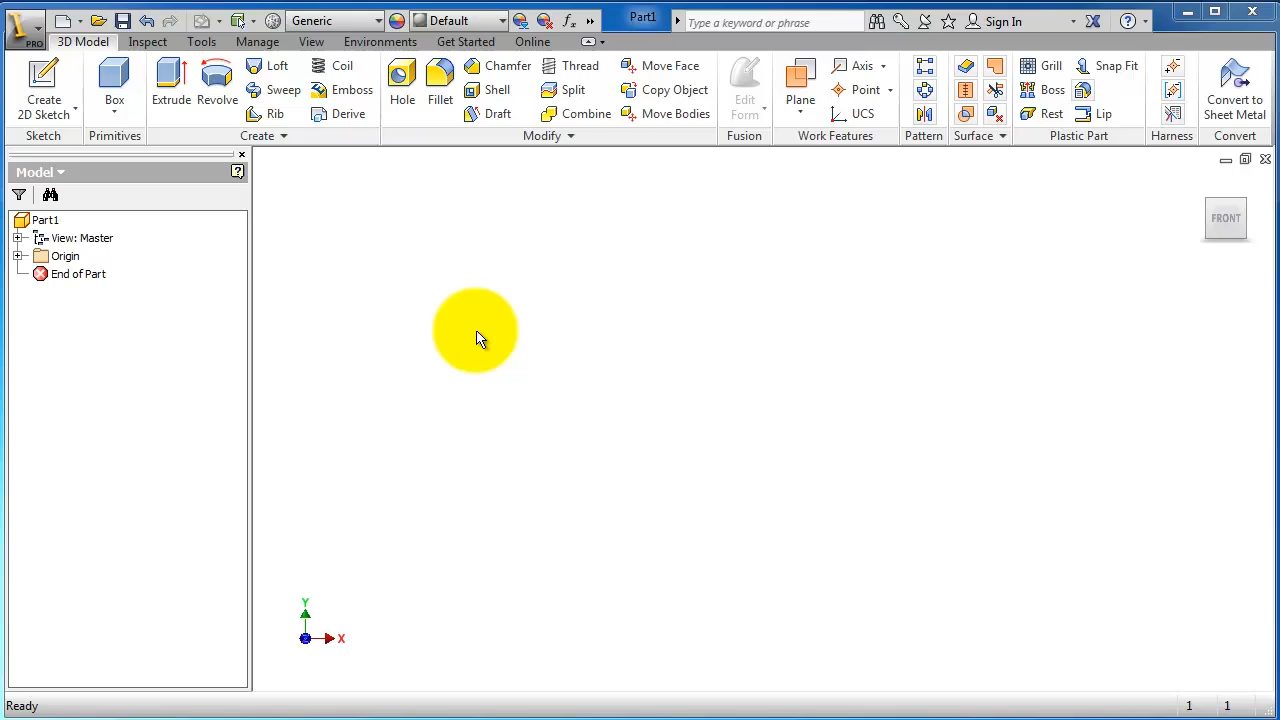 Generic Default fx Part1 Type a keyword or phrase Sign In
PRO 3D Model Inspect Tools Manage View Environments Get Started Online
Create 2D Sketch Box Extrude Revolve Loft Coil Hole Fillet Chamfer Thread Move Face Edit Form Plane Axis Grill Snap Fit Convert to Sheet Metal
Sweep Emboss Shell Split Copy Object Point Boss
Rib Derive Draft Combine Move Bodies UCS Rest Lip
Sketch Primitives Create Modify Fusion Work Features Pattern Surface Plastic Part Harness Convert
Model
Part1
View: Master
Origin
End of Part
FRONT
Y
X
Ready 1 1